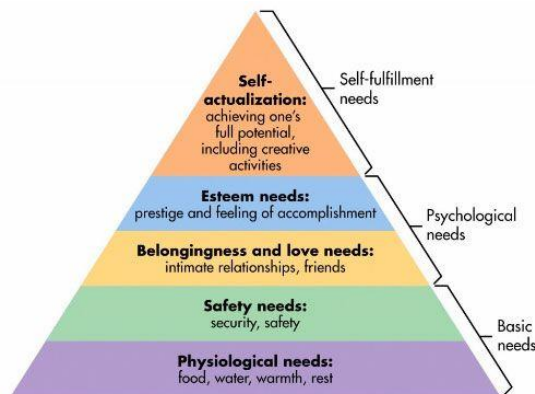 Self-
actualization:
achieving one's
full potential,
including creative
activities
Self-fulfillment
needs
Esteem needs:
prestige and feeling of accomplishment
Psychological
needs
Belongingness and love needs:
intimate relationships, friends
Safety needs:
security, safety
Basic
needs
Physiological needs:
food, water, warmth, rest